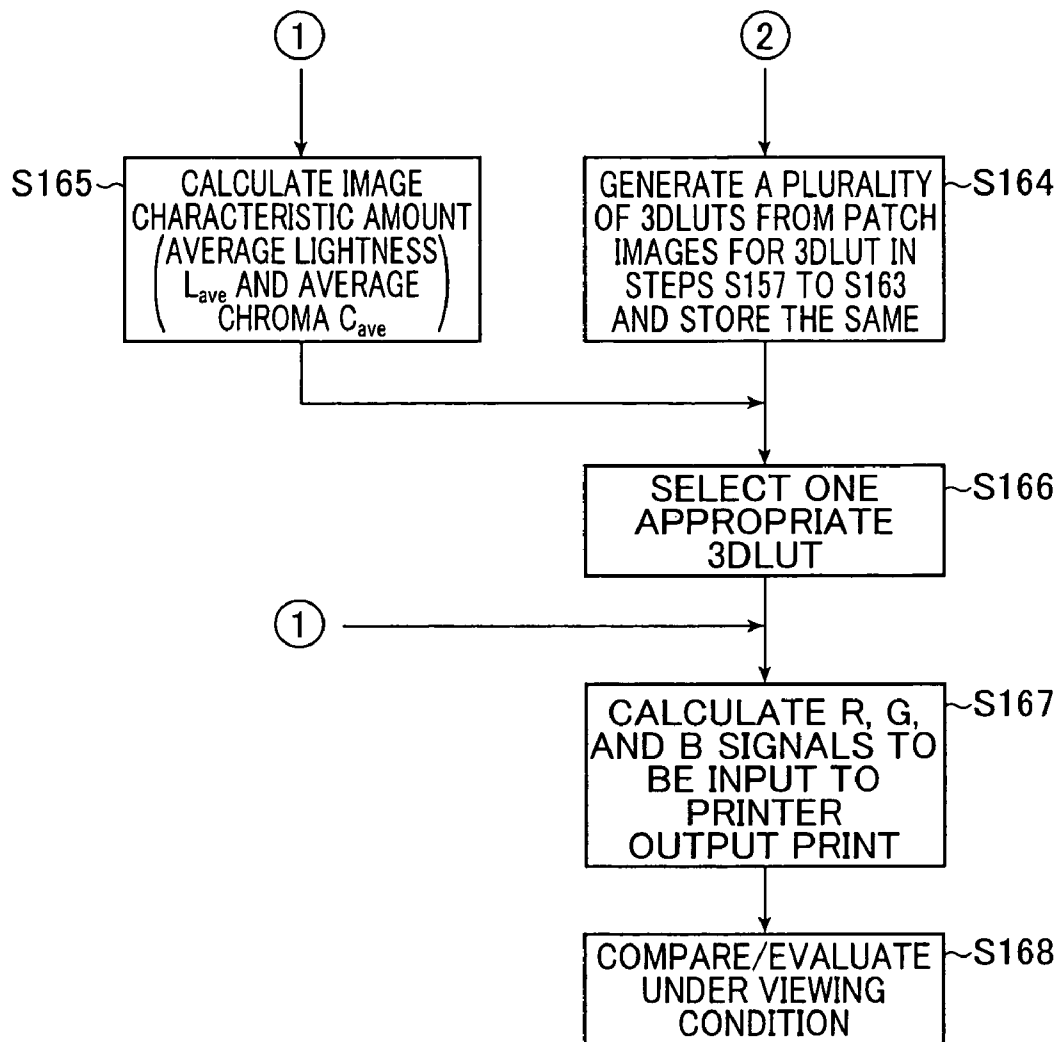 1
2
S165
CALCULATE IMAGE
CHARACTERISTIC AMOUNT
(AVERAGE LIGHTNESS
Lave AND AVERAGE
CHROMA Cave)
GENERATE A PLURALITY
OF 3DLUTS FROM PATCH
IMAGES FOR 3DLUT IN
STEPS S157 TO S163
AND STORE THE SAME
S164
SELECT ONE
APPROPRIATE
3DLUT
S166
1
CALCULATE R, G,
AND B SIGNALS TO
BE INPUT TO
PRINTER
OUTPUT PRINT
S167
COMPARE/EVALUATE
UNDER VIEWING
CONDITION
S168